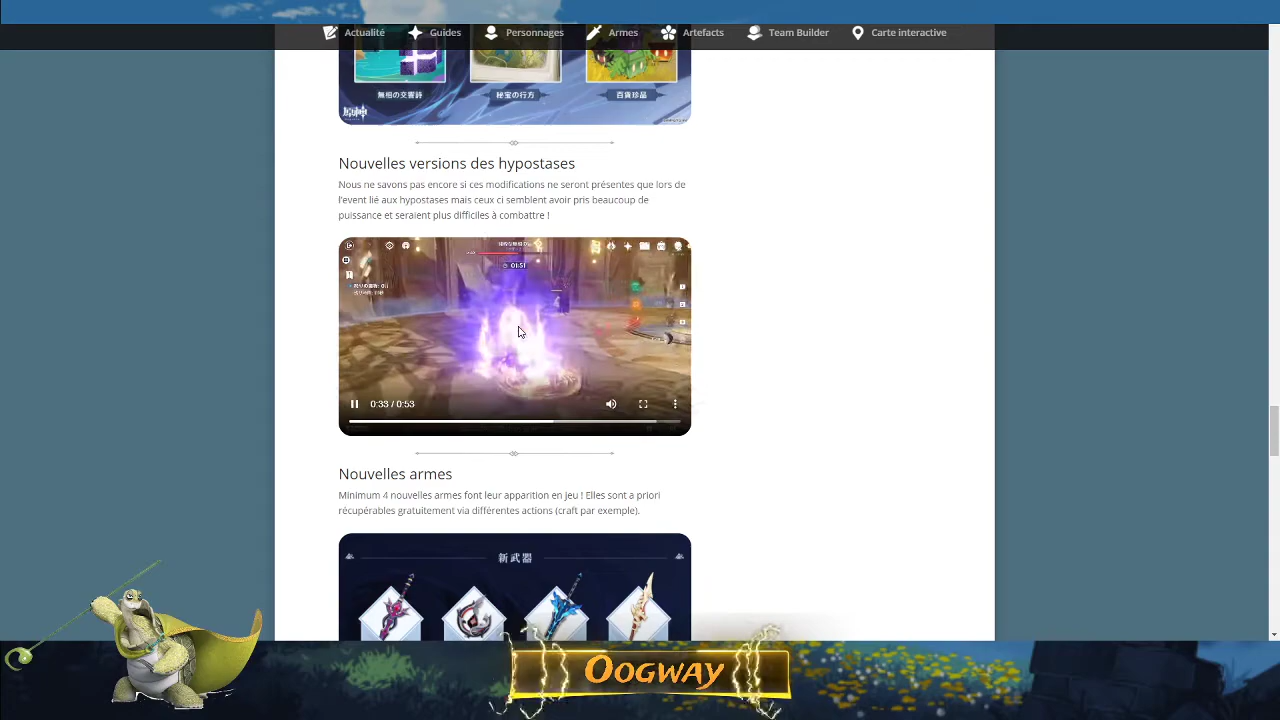 Actualité Guides Personnages Armes Artefacts Team Builder Carte interactive
無相の交響詩 秘宝の行方 百貨珍品
原神
Nouvelles versions des hypostases
Nous ne savons pas encore si ces modifications ne seront présentes que lors de
l'event lié aux hypostases mais ceux ci semblent avoir pris beaucoup de
puissance et seraient plus difficiles à combattre !
01:51
0:33 / 0:53
Nouvelles armes
Minimum 4 nouvelles armes font leur apparition en jeu ! Elles sont a priori
récupérables gratuitement via différentes actions (craft par exemple).
新武器
Oogway